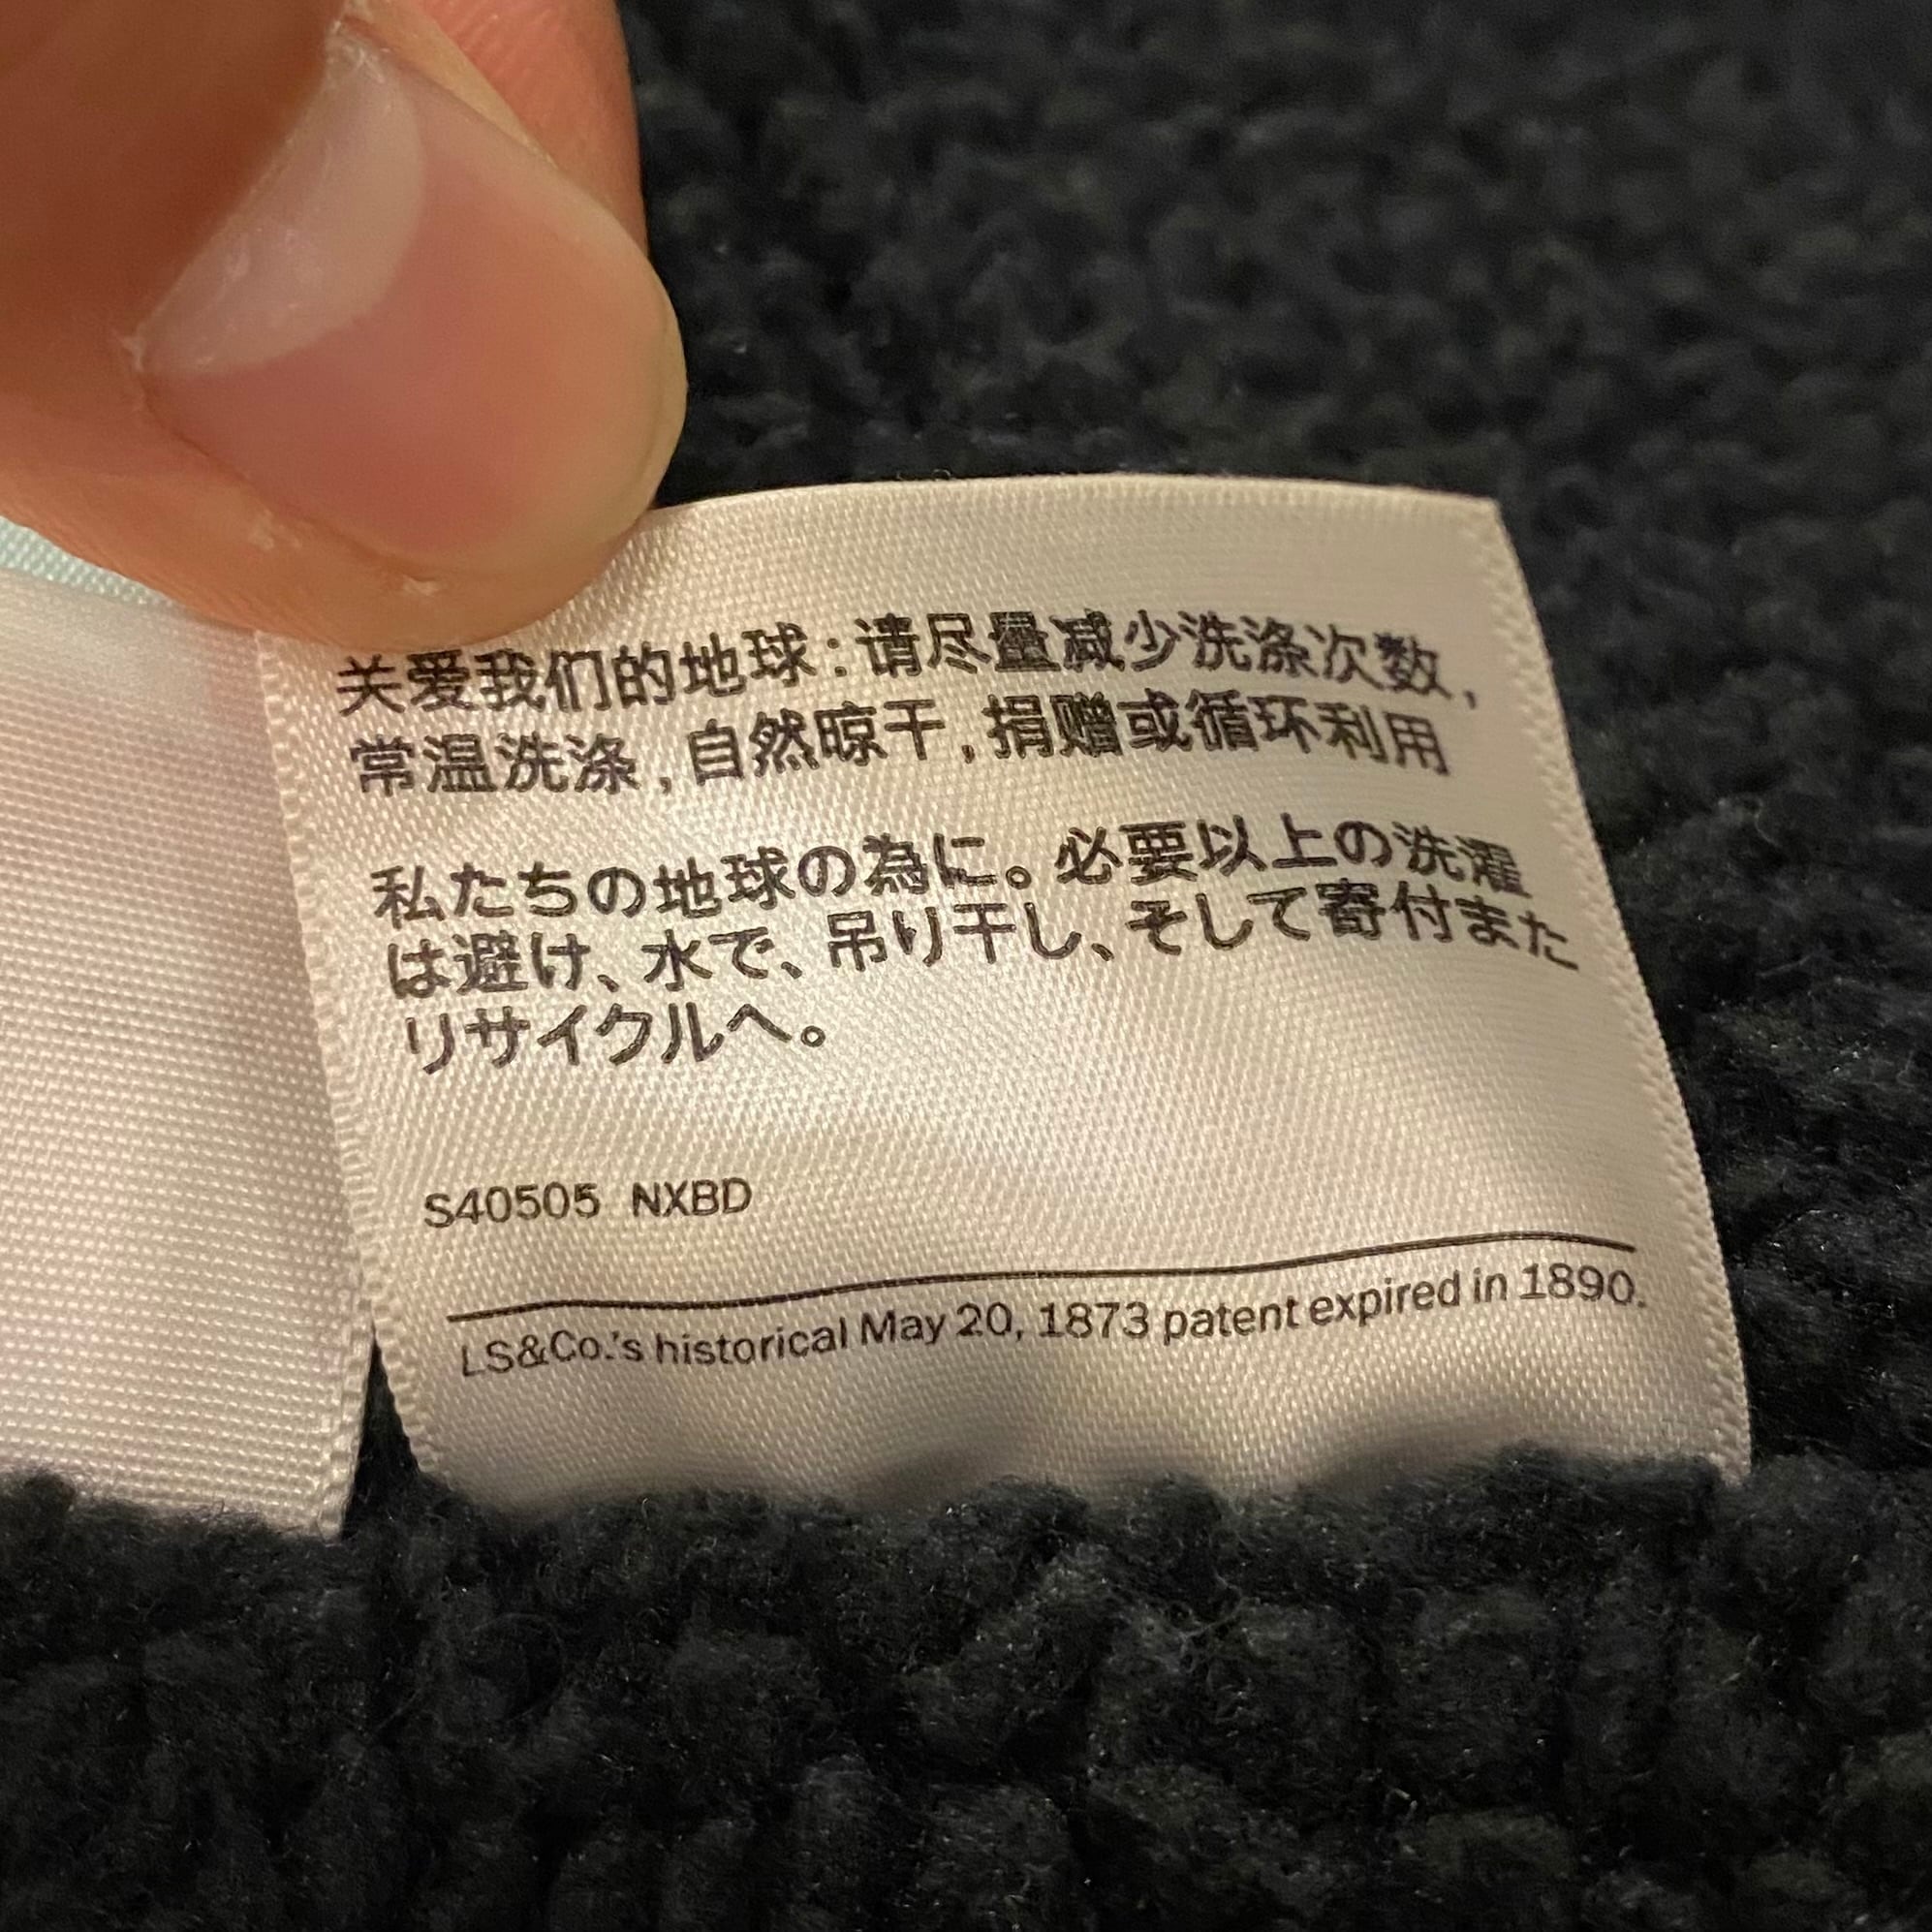 关爱我们的地球:请尽量减少洗涤次数,
常温洗涤,自然晾干,捐赠或循环利用
私たちの地球の為に。必要以上の洗濯
は避け、水で、吊り干し、そして寄付また
リサイクルへ。
S40505 NXBD
LS&Co.'s historical May 20, 1873 patent expired in 1890.